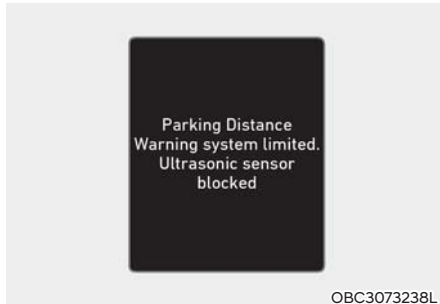 Parking Distance
Warning system limited.
Ultrasonic sensor
blocked
OBC3073238L